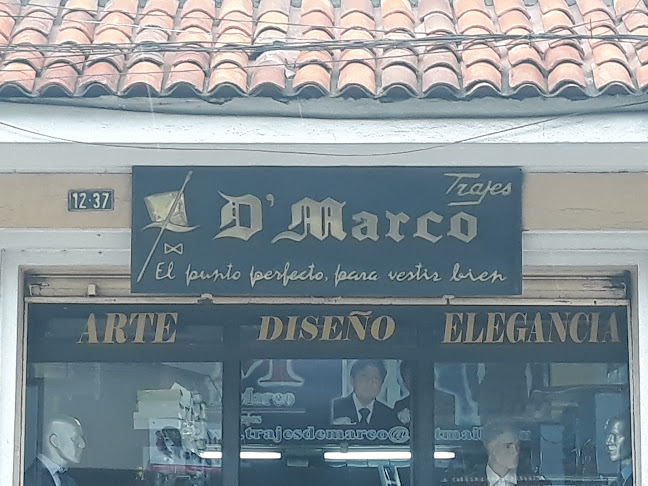 Trajes
12-37
D'Marco
El punto perfecto, para vestir bien
ARTE DISEÑO ELEGANCIA